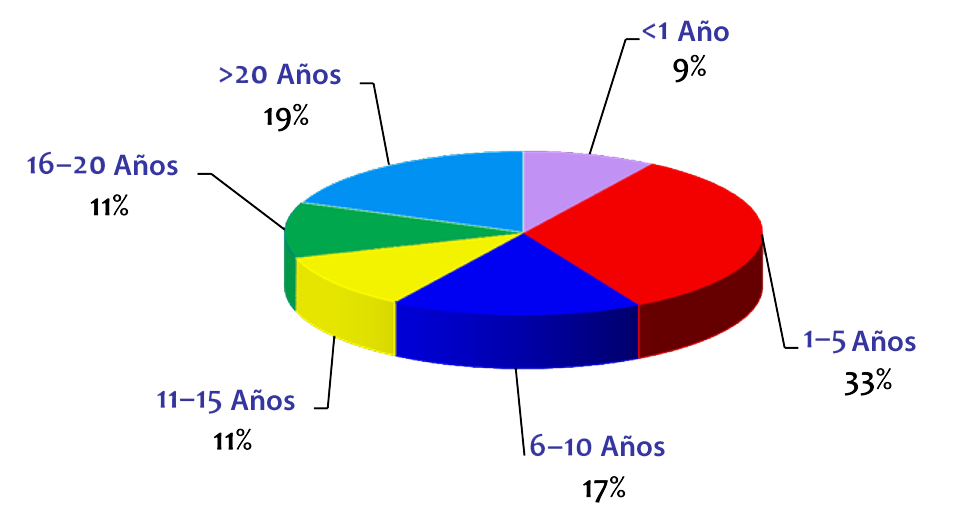 <1 Año
9%
>20 Años
19%
16–20 Años
11%
1–5 Años
33%
11–15 Años
11%
6–10 Años
17%